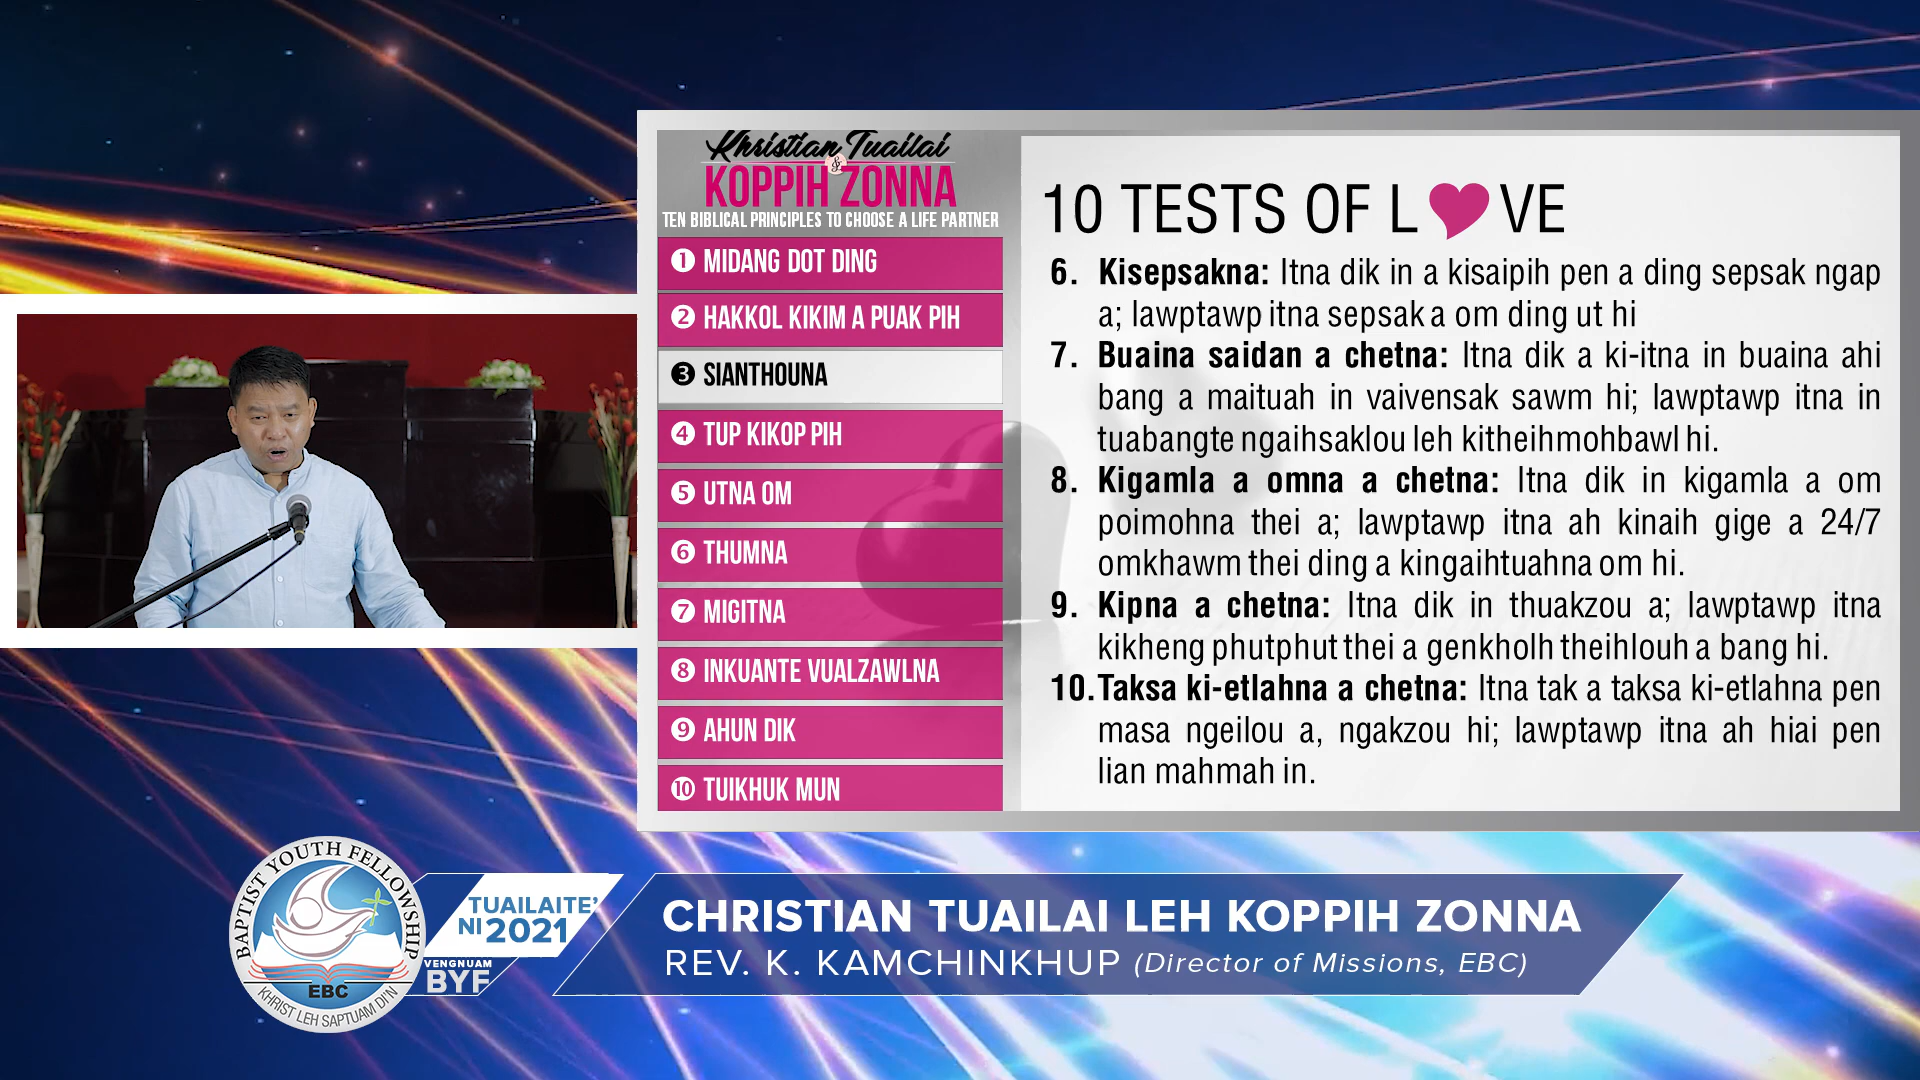 Khristian Tuailai
&
KOPPIH ZONNA
TEN BIBLICAL PRINCIPLES TO CHOOSE A LIFE PARTNER
1 MIDANG DOT DING
2 HAKKOL KIKIM A PUAK PIH
3 SIANTHOUNA
4 TUP KIKOP PIH
5 UTNA OM
6 THUMNA
7 MIGITNA
8 INKUANTE VUALZAWLNA
9 AHUN DIK
10 TUIKHUK MUN
10 TESTS OF L♥VE
6. Kisepsakna: Itna dik in a kisaipih pen a ding sepsak ngap
a; lawptawp itna sepsak a om ding ut hi
7. Buaina saidan a chetna: Itna dik a ki-itna in buaina ahi
bang a maituah in vaivensak sawm hi; lawptawp itna in
tuabangte ngaihsaklou leh kitheihmohbawl hi.
8. Kigamla a omna a chetna: Itna dik in kigamla a om
poimohna thei a; lawptawp itna ah kinaih gige a 24/7
omkhawm thei ding a kingaihtuahna om hi.
9. Kipna a chetna: Itna dik in thuakzou a; lawptawp itna
kikheng phutphut thei a genkholh theihlouh a bang hi.
10. Taksa ki-etlahna a chetna: Itna tak a taksa ki-etlahna pen
masa ngeilou a, ngakzou hi; lawptawp itna ah hiai pen
lian mahmah in.
BAPTIST YOUTH FELLOWSHIP
EBC
KHRIST LEH SAPTUAM DI'N
TUAILAITE'
NI 2021
VENGNUAM
BYF
CHRISTIAN TUAILAI LEH KOPPIH ZONNA
REV. K. KAMCHINKHUP (Director of Missions, EBC)